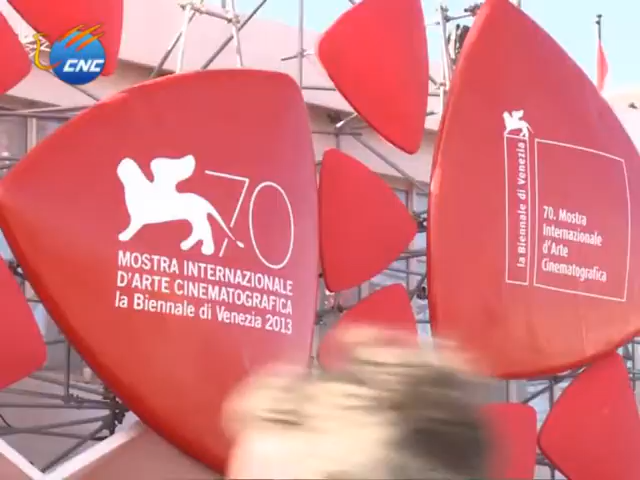 CNC
70
MOSTRA INTERNAZIONALE
D'ARTE CINEMATOGRAFICA
la Biennale di Venezia 2013
la Biennale di Venezia
70. Mostra
Internazionale
d'Arte
Cinematografica